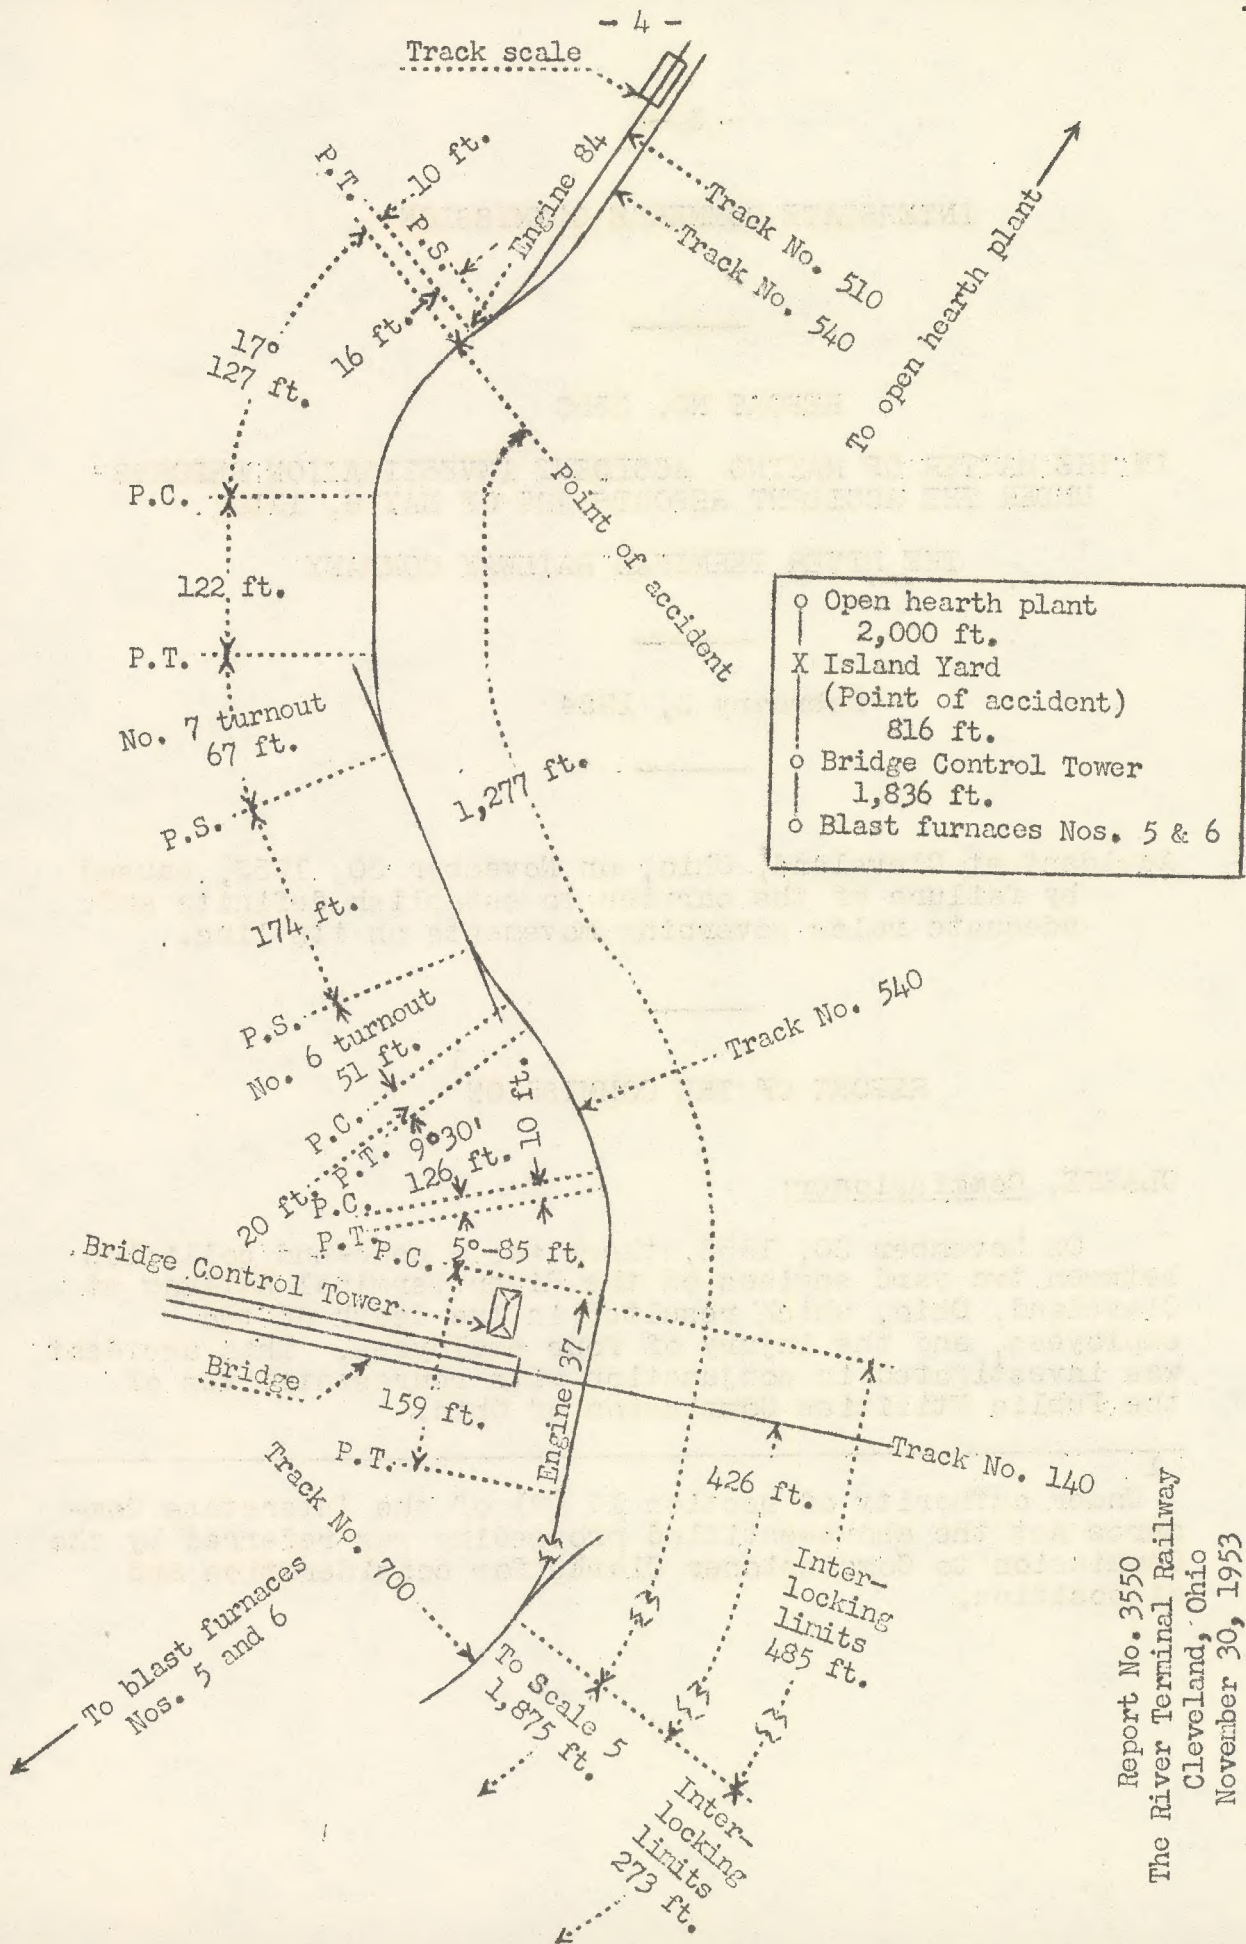 - 4 -
Track scale
P.T.
10 ft.
P.S.
Engine 84
Track No. 510
Track No. 540
To open hearth plant
17°
127 ft.
16 ft.
P.C.
Point of accident
122 ft.
P.T.
No. 7 turnout
67 ft.
P.S.
1,277 ft.
o Open hearth plant
2,000 ft.
X Island Yard
(Point of accident)
816 ft.
o Bridge Control Tower
1,836 ft.
o Blast furnaces Nos. 5 & 6
174 ft.
P.S.
No. 6 turnout
51 ft.
P.C.
Track No. 540
20 ft.
P.T.
9°30'
126 ft.
10 ft.
P.C.
P.T.
P.C.
5°-85 ft.
Bridge Control Tower
Bridge
159 ft.
Engine 37
P.T.
Track No. 140
Track No. 700
426 ft.
Inter-
locking
limits
485 ft.
To blast furnaces
Nos. 5 and 6
To Scale 5
1,875 ft.
Inter-
locking
limits
273 ft.
Report No. 3550
The River Terminal Railway
Cleveland, Ohio
November 30, 1953